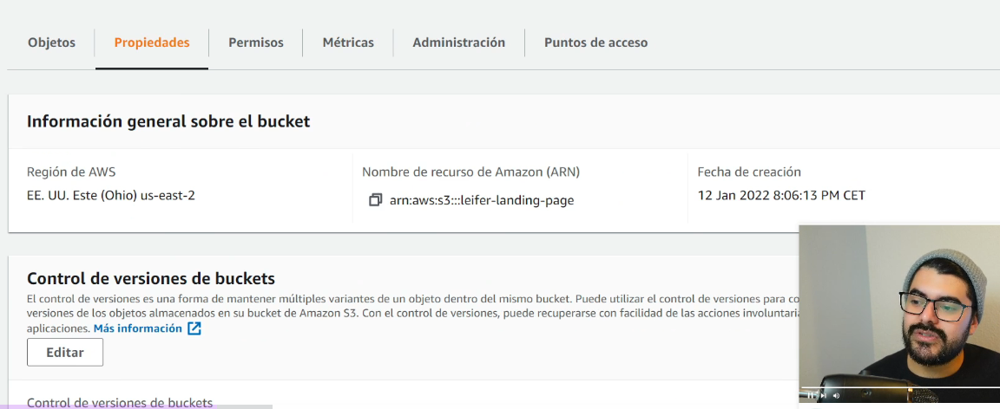 Objetos Propiedades Permisos Métricas Administración Puntos de acceso
Información general sobre el bucket
Región de AWS Nombre de recurso de Amazon (ARN) Fecha de creación
EE. UU. Este (Ohio) us-east-2 arn:aws:s3:::leifer-landing-page 12 Jan 2022 8:06:13 PM CET
Control de versiones de buckets
El control de versiones es una forma de mantener múltiples variantes de un objeto dentro del mismo bucket. Puede utilizar el control de versiones para co
versiones de los objetos almacenados en su bucket de Amazon S3. Con el control de versiones, puede recuperarse con facilidad de las acciones involuntaria
aplicaciones. Más información
Editar
Control de versiones de buckets